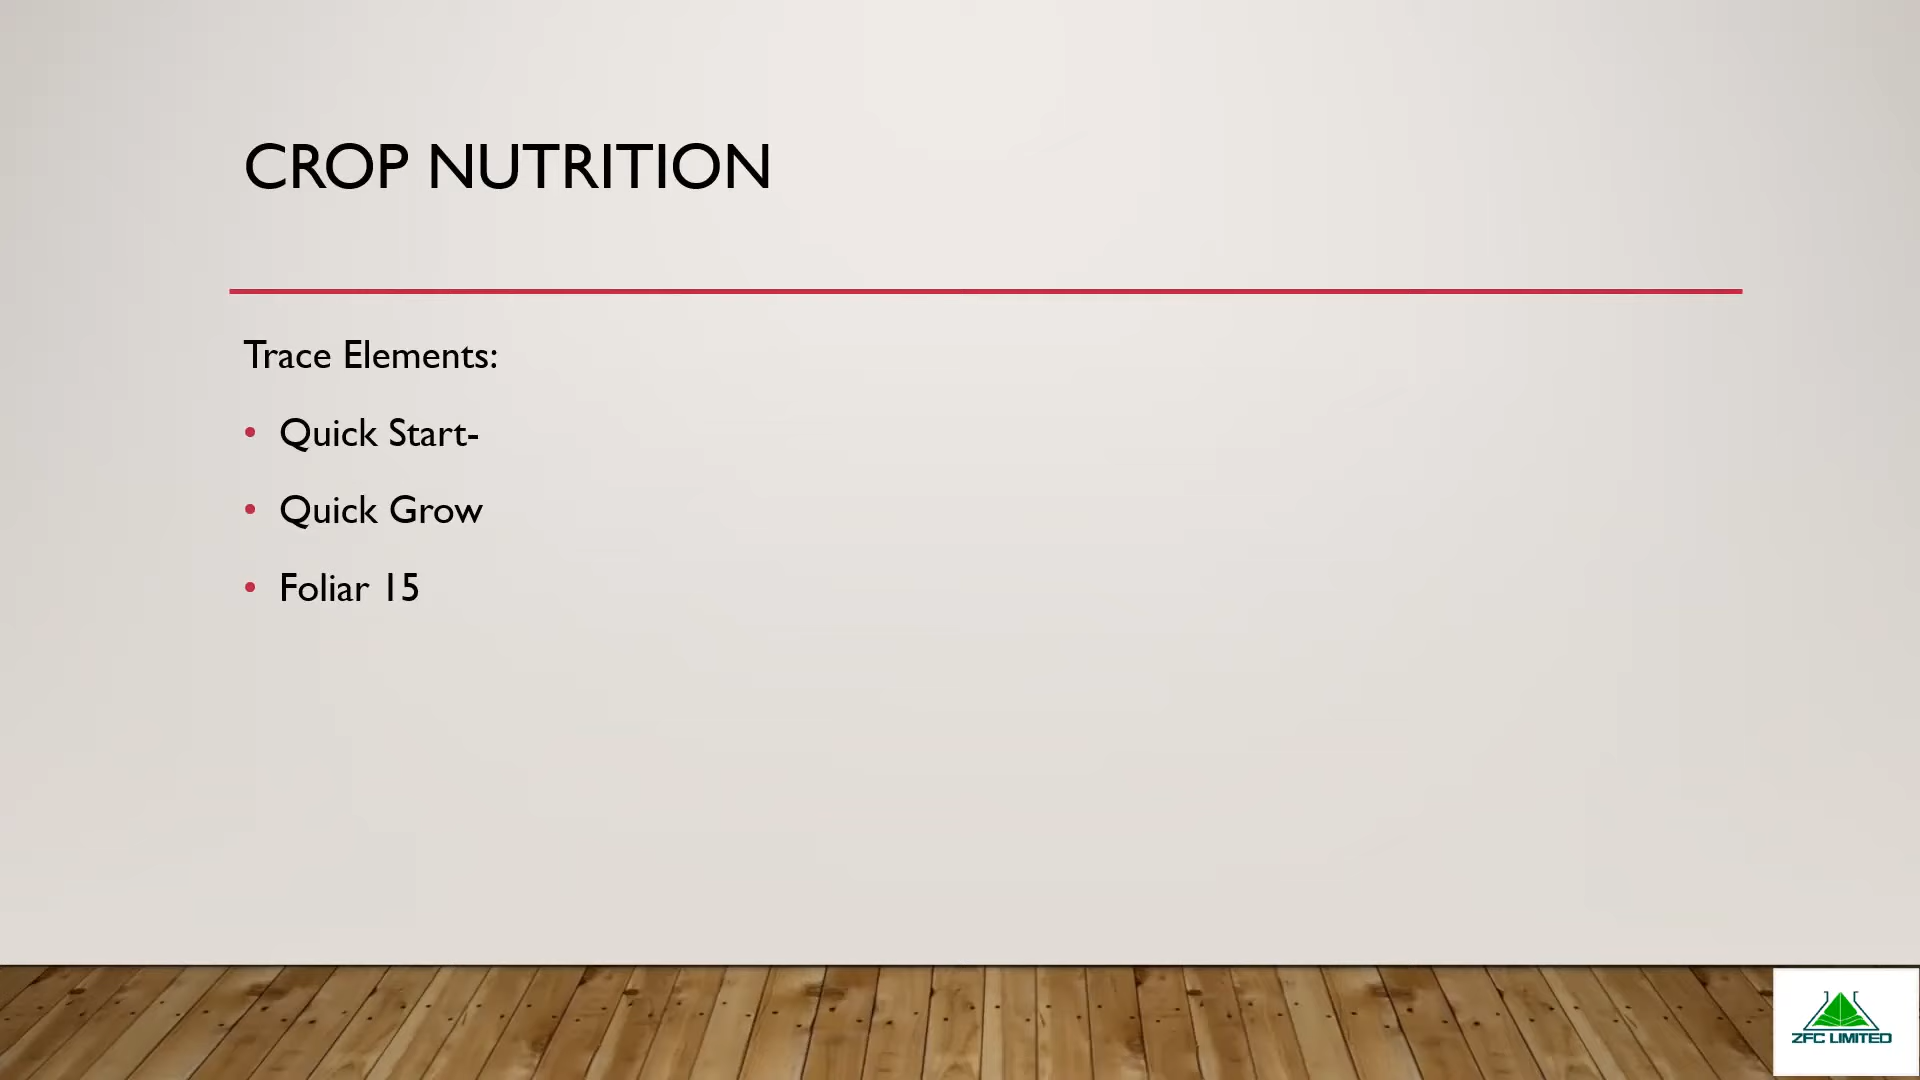 CROP NUTRITION
Trace Elements:
• Quick Start-
• Quick Grow
• Foliar 15
ZFC LIMITED